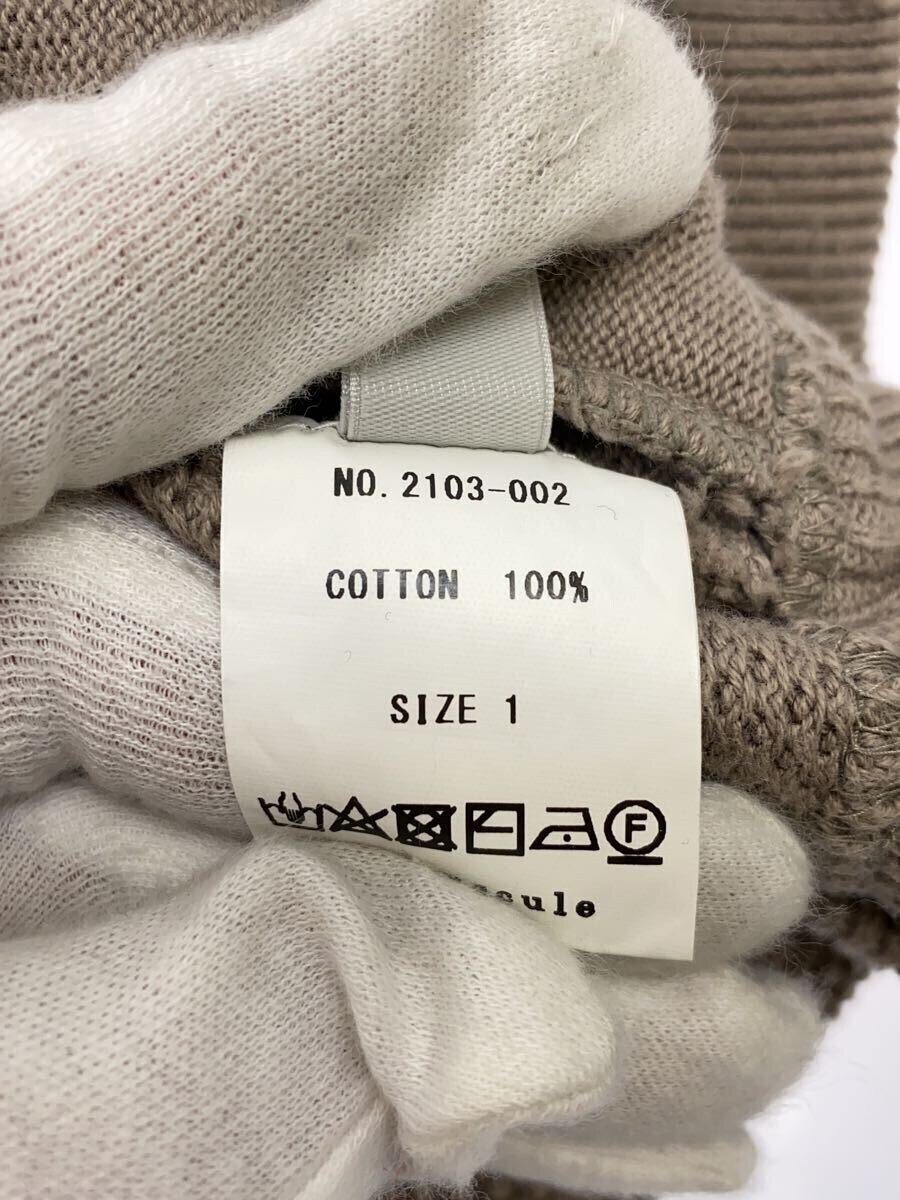 NO. 2103-002
COTTON 100%
SIZE 1
F